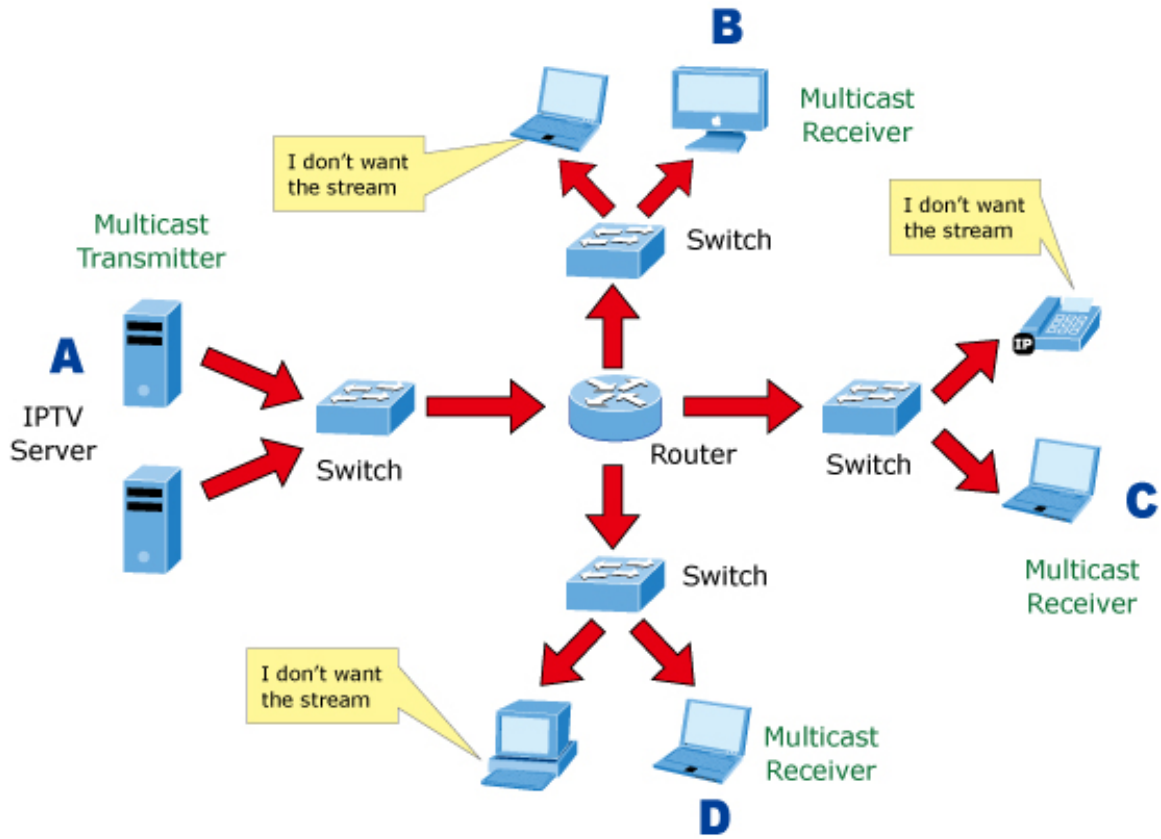 B
Multicast
Receiver
I don't want
the stream
Switch
I don't want
the stream
Multicast
Transmitter
A
IPTV
Server
Switch
Router
Switch
IP
C
Multicast
Receiver
Switch
I don't want
the stream
Multicast
Receiver
D